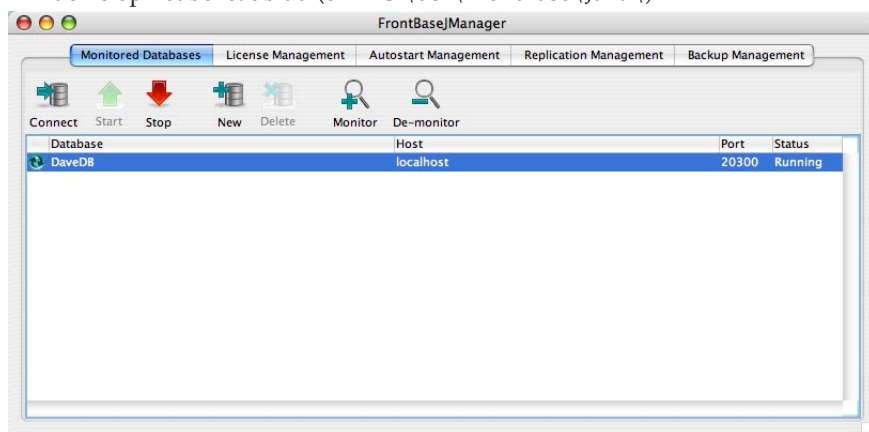 FrontBaseJManager
Monitored Databases License Management Autostart Management Replication Management Backup Management
Connect Start Stop New Delete Monitor De-monitor
Database Host Port Status
DaveDB localhost 20300 Running